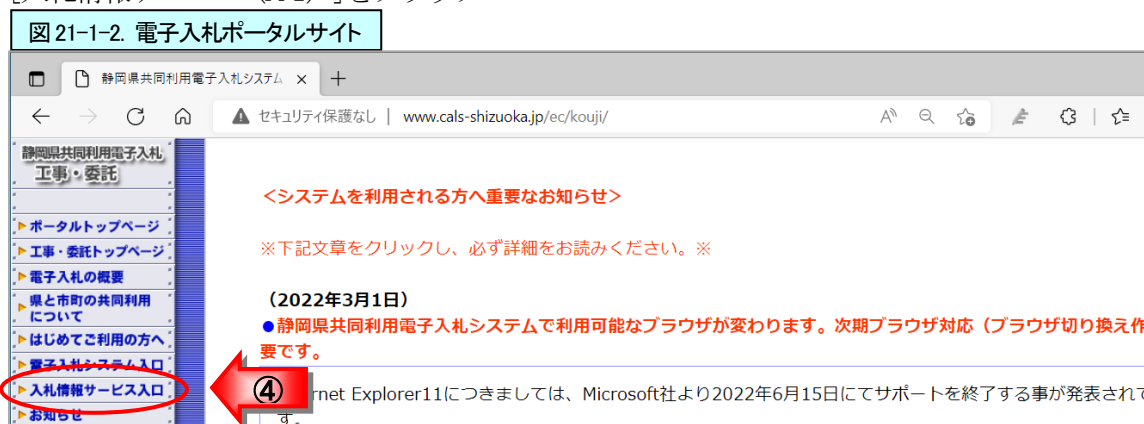 図21-1-2. 電子入札ポータルサイト
静岡県共同利用電子入札システム
セキュリティ保護なし | www.cals-shizuoka.jp/ec/kouji/
静岡県共同利用電子入札
工事・委託
ポータルトップページ
工事・委託トップページ
電子入札の概要
県と市町の共同利用
について
はじめてご利用の方へ
電子入札システム入口
入札情報サービス入口
お知らせ
④
<システムを利用される方へ重要なお知らせ>
※下記文章をクリックし、必ず詳細をお読みください。※
(2022年3月1日)
●静岡県共同利用電子入札システムで利用可能なブラウザが変わります。次期ブラウザ対応(ブラウザ切り換え作
要です。
rnet Explorer11につきましては、Microsoft社より2022年6月15日にてサポートを終了する事が発表されて
す。